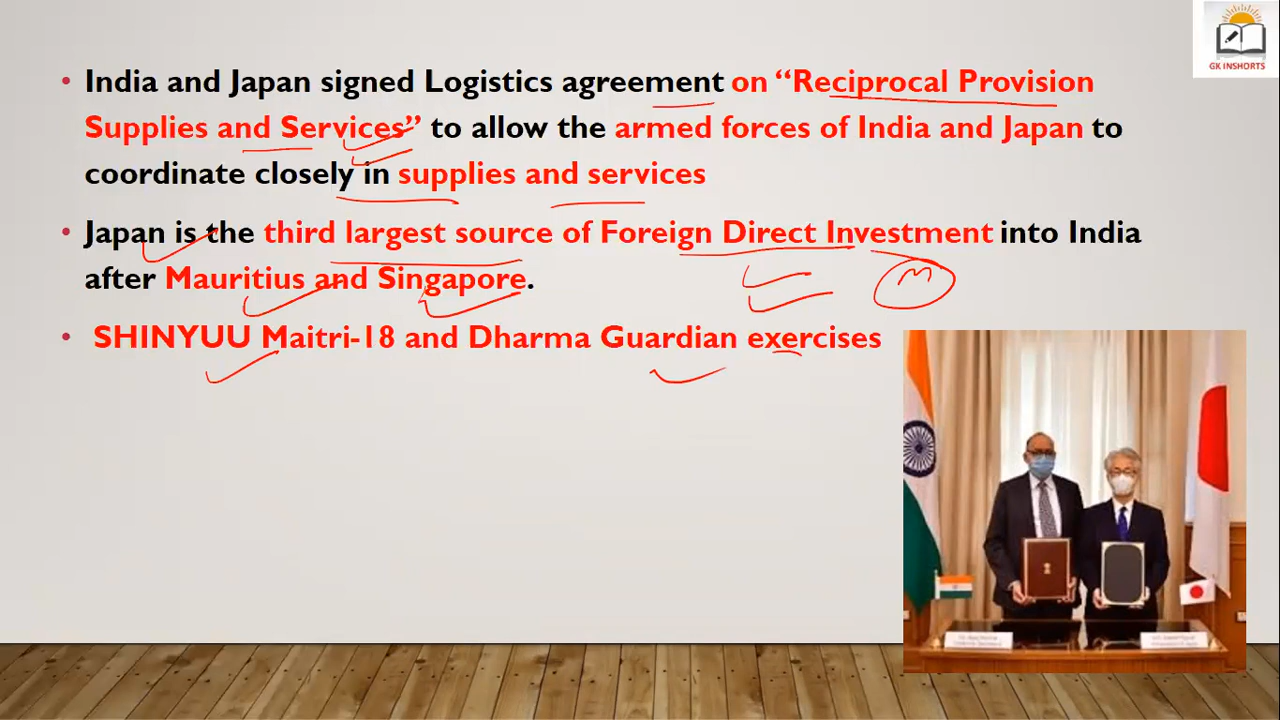 GK INSHORTS
• India and Japan signed Logistics agreement on “Reciprocal Provision
Supplies and Services” to allow the armed forces of India and Japan to
coordinate closely in supplies and services
• Japan is the third largest source of Foreign Direct Investment into India
after Mauritius and Singapore.
m
• SHINYUU Maitri-18 and Dharma Guardian exercises